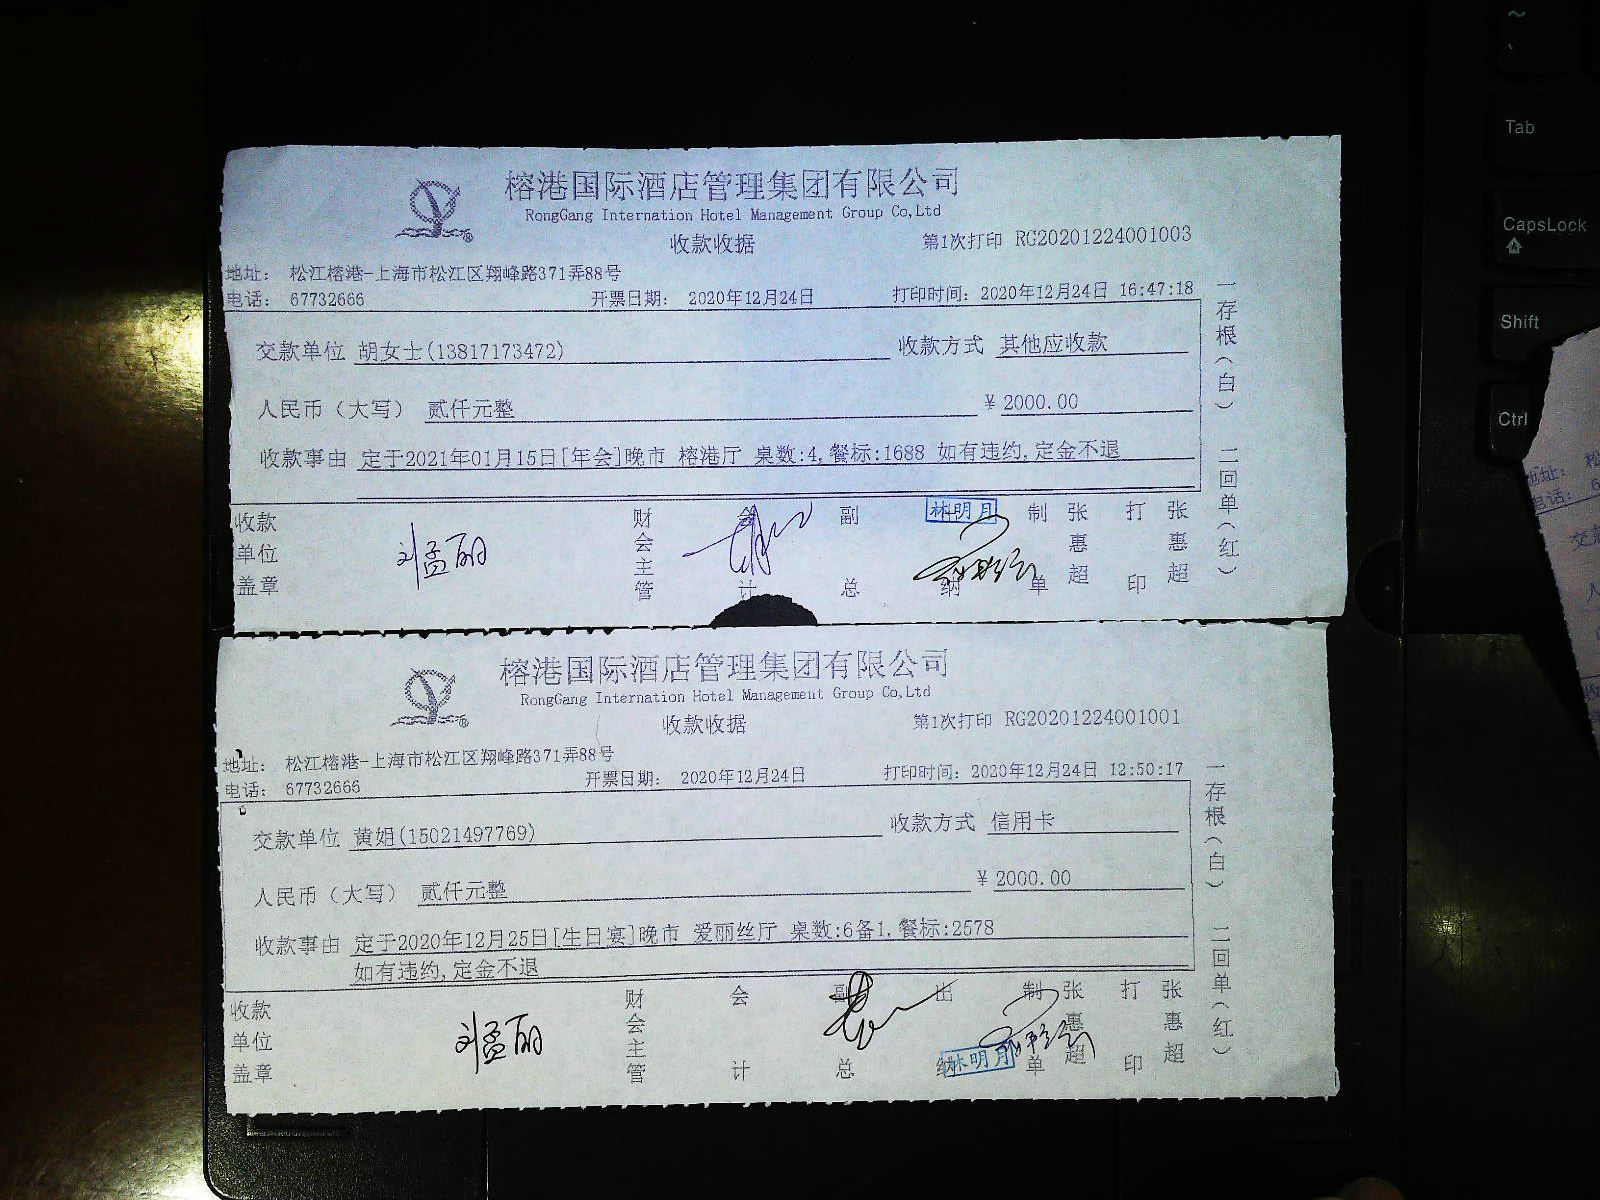 榕港国际酒店管理集团有限公司
RongGang Internation Hotel Management Group Co,Ltd
收款收据
第1次打印 RG20201224001003
地址： 松江榕港-上海市松江区翔峰路371弄88号
电话： 67732666 开票日期： 2020年12月24日 打印时间：2020年12月24日 16:47:18
交款单位 胡女士(13817173472) 收款方式 其他应收款
人民币（大写） 贰仟元整 ￥2000.00
收款事由 定于2021年01月15日[年会]晚市 榕港厅 桌数:4,餐标:1688 如有违约,定金不退
一存根（白） 二回单（红）
收款单位盖章 刘孟丽 财会主管 会计 副总 纳 林明月 制单 张惠超 打印 张惠超
榕港国际酒店管理集团有限公司
RongGang Internation Hotel Management Group Co,Ltd
收款收据
第1次打印 RG20201224001001
地址： 松江榕港-上海市松江区翔峰路371弄88号
电话： 67732666 开票日期： 2020年12月24日 打印时间：2020年12月24日 12:50:17
交款单位 黄娟(15021497769) 收款方式 信用卡
人民币（大写） 贰仟元整 ￥2000.00
收款事由 定于2020年12月25日[生日宴]晚市 爱丽丝厅 桌数:6备1,餐标:2578
如有违约,定金不退
一存根（白） 二回单（红）
收款单位盖章 刘孟丽 财会主管 会计 副总 出纳 林明月 制单 张惠超 打印 张惠超
Tab
CapsLock
Shift
Ctrl
地址：
电话：